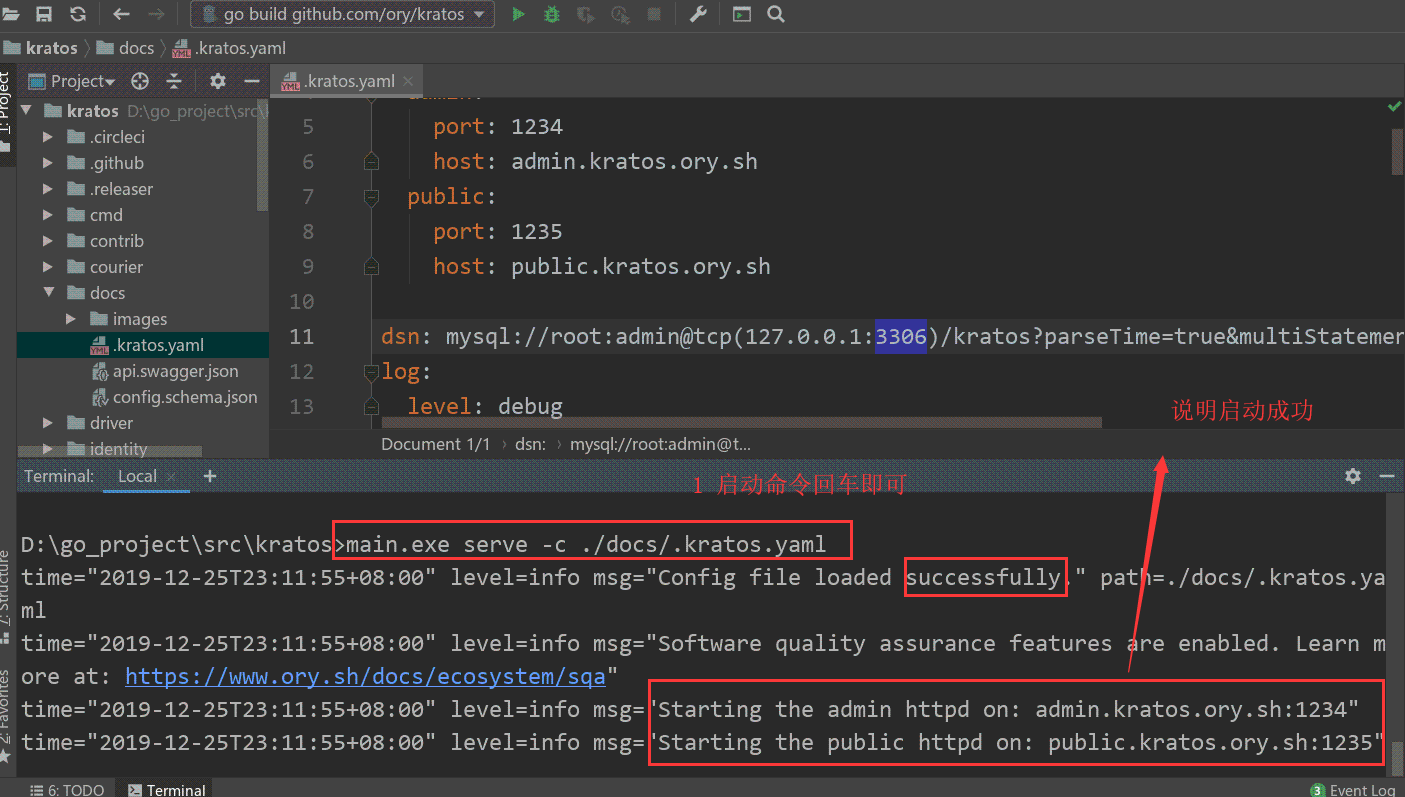 go build github.com/ory/kratos
kratos
docs
.kratos.yaml
1: Project
Project
.kratos.yaml
kratos D:\go_project\src\
.circleci
.github
.releaser
cmd
contrib
courier
docs
images
.kratos.yaml
api.swagger.json
config.schema.json
driver
identity
5 port: 1234
6 host: admin.kratos.ory.sh
7 public:
8 port: 1235
9 host: public.kratos.ory.sh
10
11 dsn: mysql://root:admin@tcp(127.0.0.1:3306)/kratos?parseTime=true&multiStatemen
12 log:
13 level: debug
说明启动成功
Document 1/1 › dsn: › mysql://root:admin@t...
Terminal: Local +
1 启动命令回车即可
D:\go_project\src\kratos>main.exe serve -c ./docs/.kratos.yaml
time="2019-12-25T23:11:55+08:00" level=info msg="Config file loaded successfully." path=./docs/.kratos.ya
ml
time="2019-12-25T23:11:55+08:00" level=info msg="Software quality assurance features are enabled. Learn m
ore at: https://www.ory.sh/docs/ecosystem/sqa"
time="2019-12-25T23:11:55+08:00" level=info msg="Starting the admin httpd on: admin.kratos.ory.sh:1234"
time="2019-12-25T23:11:55+08:00" level=info msg="Starting the public httpd on: public.kratos.ory.sh:1235"
7: Structure
2: Favorites
6: TODO
Terminal
3 Event Log